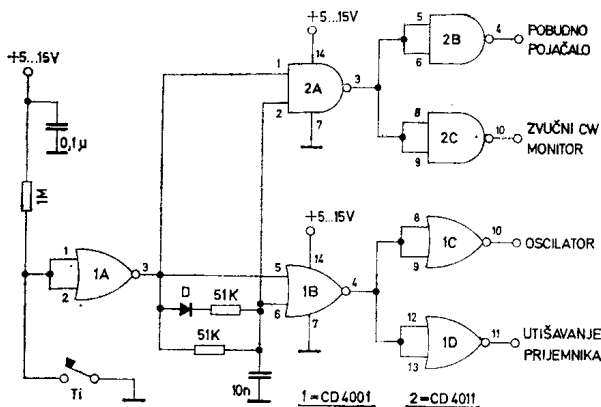 +5...15V
0,1µ
1M
1
2
1A
3
Ti
D
51K
51K
10n
+5...15V
14
1
2
2A
3
7
5
6
2B
4
POBUDNO
POJAČALO
8
9
2C
10
ZVUČNI CW
MONITOR
+5...15V
14
5
6
1B
4
7
8
9
1C
10
OSCILATOR
12
13
1D
11
UTIŠAVANJE
PRIJEMNIKA
1=CD 4001
2=CD 4011